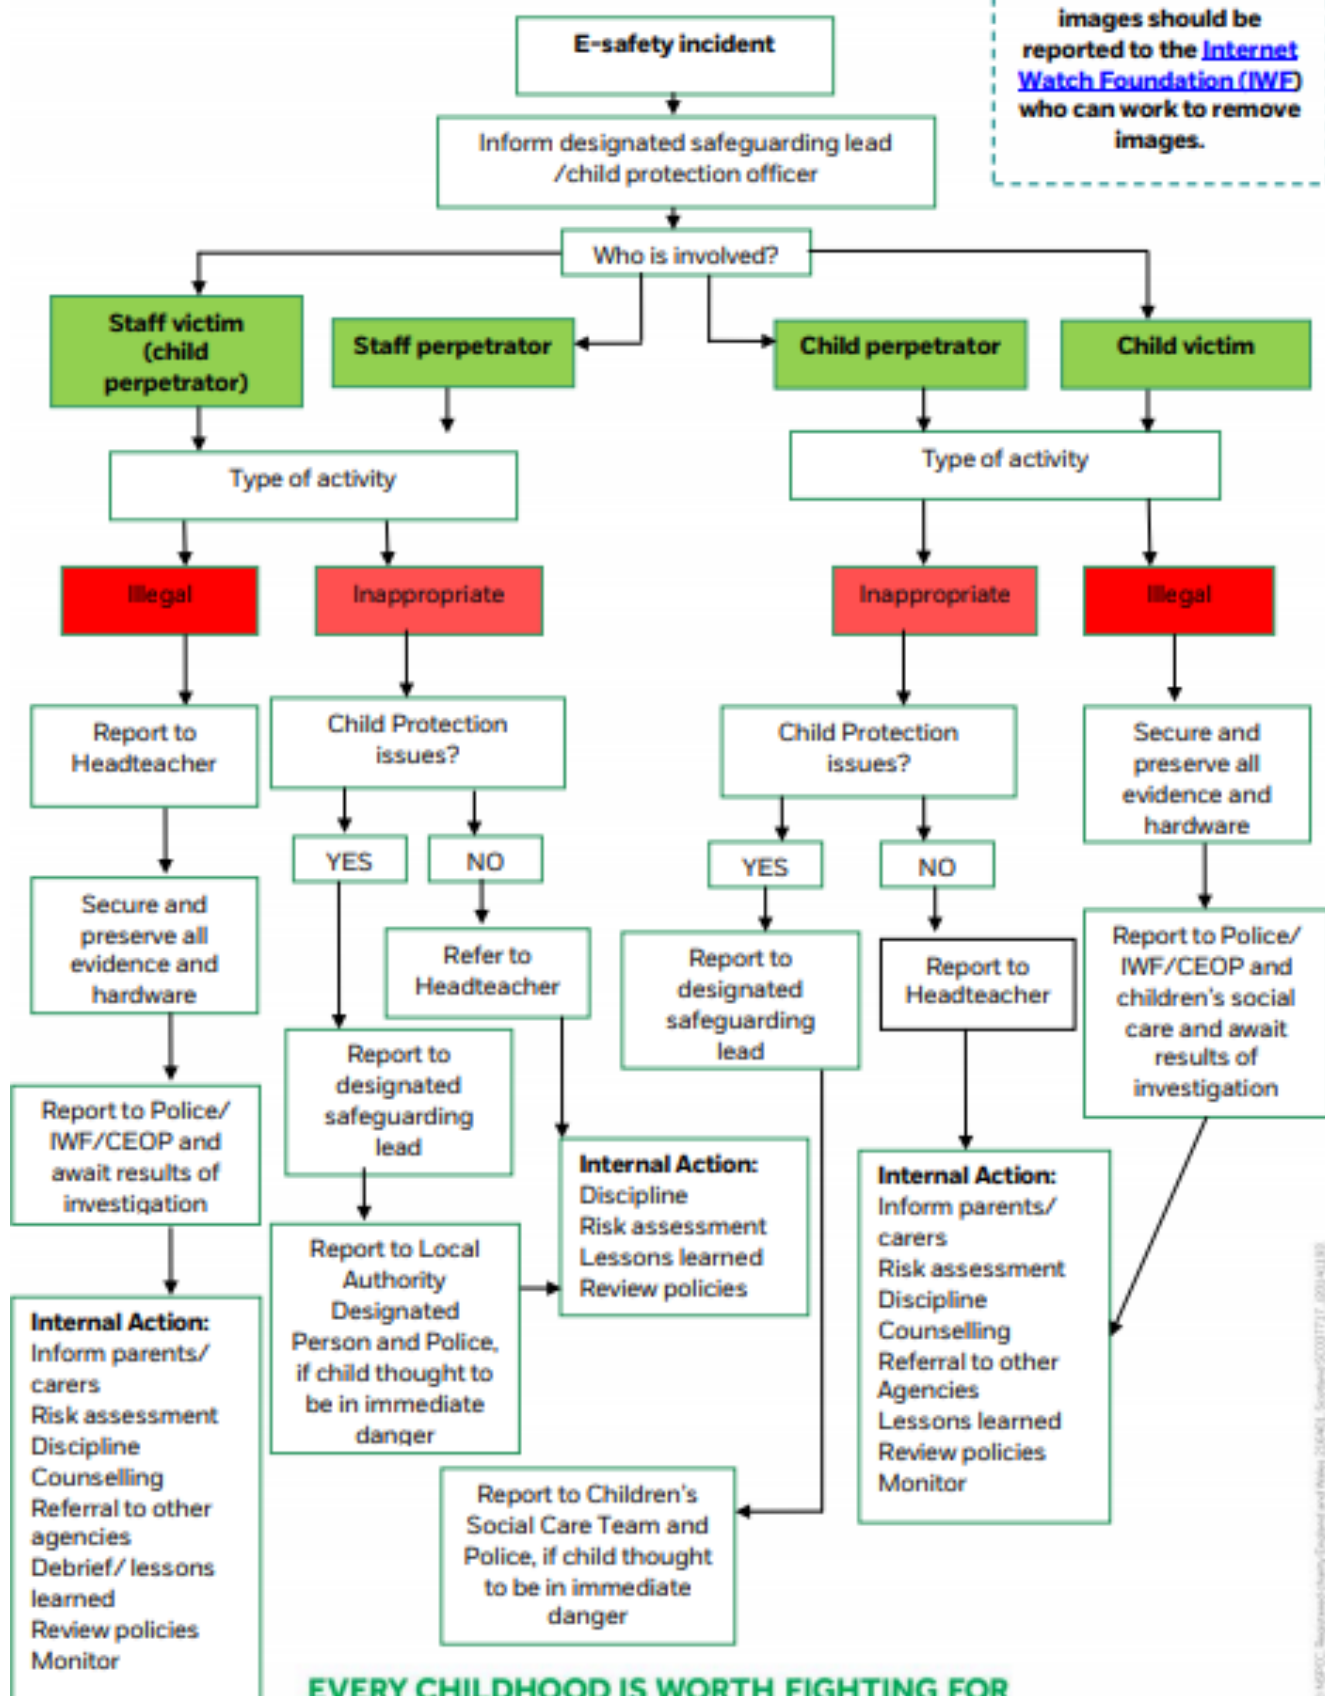 images should be
reported to the Internet
Watch Foundation (IWF)
who can work to remove
images.
E-safety incident
Inform designated safeguarding lead
/child protection officer
Who is involved?
Staff victim
(child
perpetrator)
Staff perpetrator
Child perpetrator
Child victim
Type of activity
Type of activity
Illegal
Inappropriate
Inappropriate
Illegal
Report to
Headteacher
Child Protection
issues?
Child Protection
issues?
Secure and
preserve all
evidence and
hardware
YES
NO
YES
NO
Secure and
preserve all
evidence and
hardware
Refer to
Headteacher
Report to
designated
safeguarding
lead
Report to
Headteacher
Report to Police/
IWF/CEOP and
children's social
care and await
results of
investigation
Report to
designated
safeguarding
lead
Report to Police/
IWF/CEOP and
await results of
investigation
Internal Action:
Discipline
Risk assessment
Lessons learned
Review policies
Internal Action:
Inform parents/
carers
Risk assessment
Discipline
Counselling
Referral to other
Agencies
Lessons learned
Review policies
Monitor
Report to Local
Authority
Designated
Person and Police,
if child thought to
be in immediate
danger
Internal Action:
Inform parents/
carers
Risk assessment
Discipline
Counselling
Referral to other
agencies
Debrief/ lessons
learned
Review policies
Monitor
Report to Children's
Social Care Team and
Police, if child thought
to be in immediate
danger
EVERY CHILDHOOD IS WORTH FIGHTING FOR